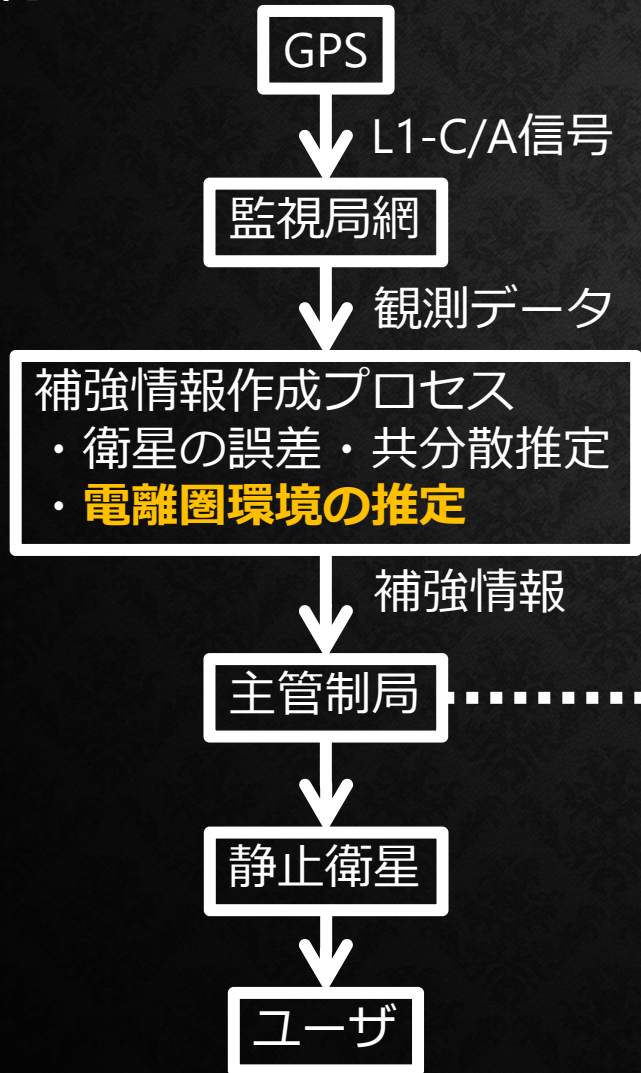 GPS
L1-C/A信号
監視局網
観測データ
補強情報作成プロセス
・衛星の誤差・共分散推定
・電離圏環境の推定
補強情報
主管制局
静止衛星
ユーザ